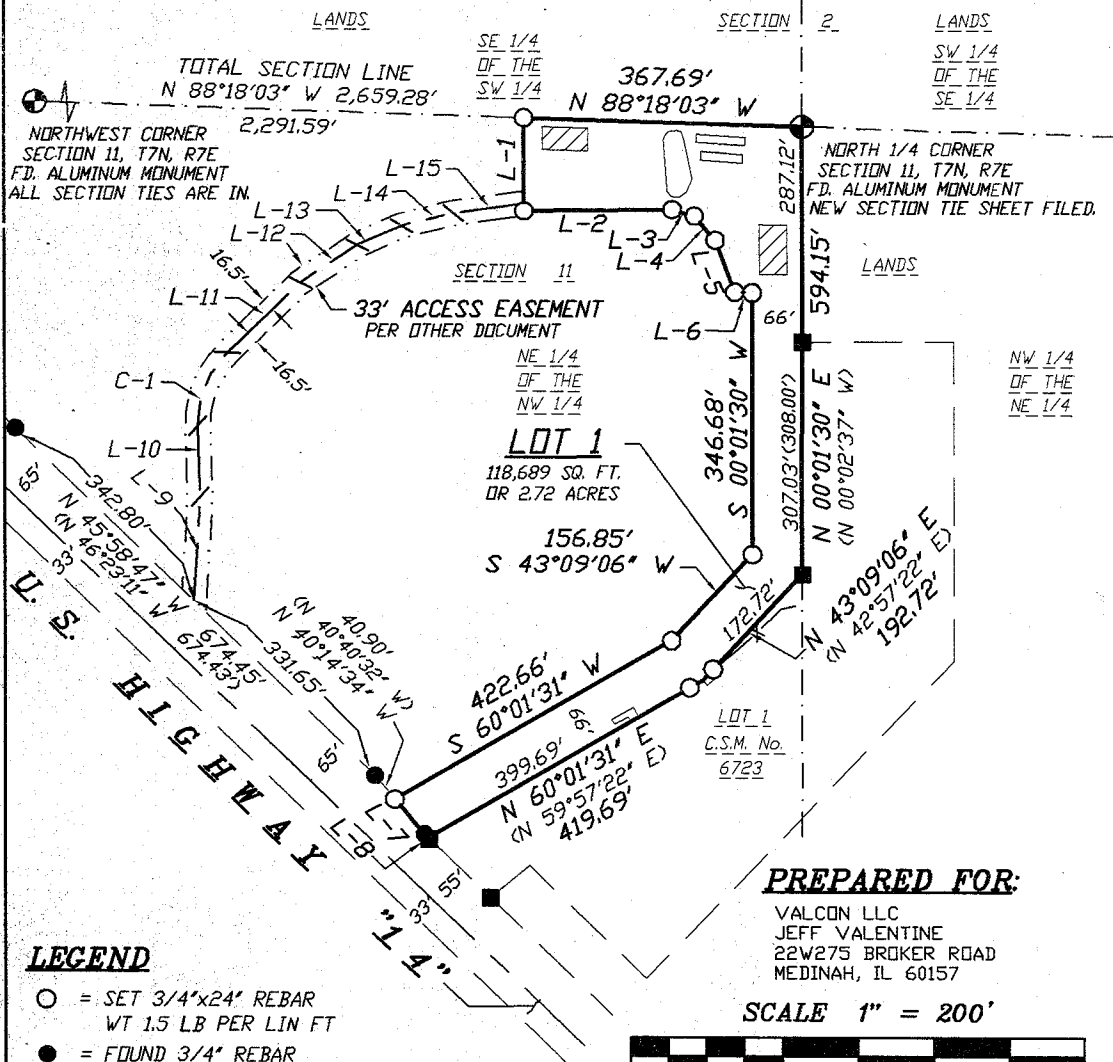 LANDS
SECTION 2
LANDS
SE 1/4
OF THE
SW 1/4
SW 1/4
OF THE
SE 1/4
TOTAL SECTION LINE
N 88°18'03" W 2,659.28'
2,291.59'
367.69'
N 88°18'03" W
NORTHWEST CORNER
SECTION 11, T7N, R7E
FD. ALUMINUM MONUMENT
ALL SECTION TIES ARE IN.
NORTH 1/4 CORNER
SECTION 11, T7N, R7E
FD. ALUMINUM MONUMENT
NEW SECTION TIE SHEET FILED.
L-1
287.12'
L-15
L-14
L-13
L-12
L-2
L-3
L-4
L-5
L-6
66'
594.15'
LANDS
SECTION 11
16.5'
L-11
33' ACCESS EASEMENT
PER OTHER DOCUMENT
16.5'
NE 1/4
OF THE
NW 1/4
NW 1/4
OF THE
NE 1/4
C-1
L-10
L-9
LOT 1
118,689 SQ. FT.
OR 2.72 ACRES
346.68'
S 00°01'30" W
307.03'(308.00')
N 00°01'30" E
(N 00°02'37" W)
156.85'
S 43°09'06" W
172.72'
N 43°09'06" E
(N 42°57'22" E)
192.72'
65'
33'
342.80'
N 45°58'47" W 674.45'
(N 46°23'11" W 674.43')
331.65'
40.90'
(N 40°40'32" W)
N 40°14'34" W
65'
422.66'
S 60°01'31" W
66'
399.69'
N 60°01'31" E
(N 59°57'22" E)
419.69'
LOT 1
C.S.M. No.
6723
L-7
L-8
33'
55'
U. S. HIGHWAY "14"
PREPARED FOR:
VALCON LLC
JEFF VALENTINE
22W275 BROKER ROAD
MEDINAH, IL 60157
SCALE 1" = 200'
LEGEND
= SET 3/4"x24" REBAR
WT 1.5 LB PER LIN FT
= FOUND 3/4" REBAR